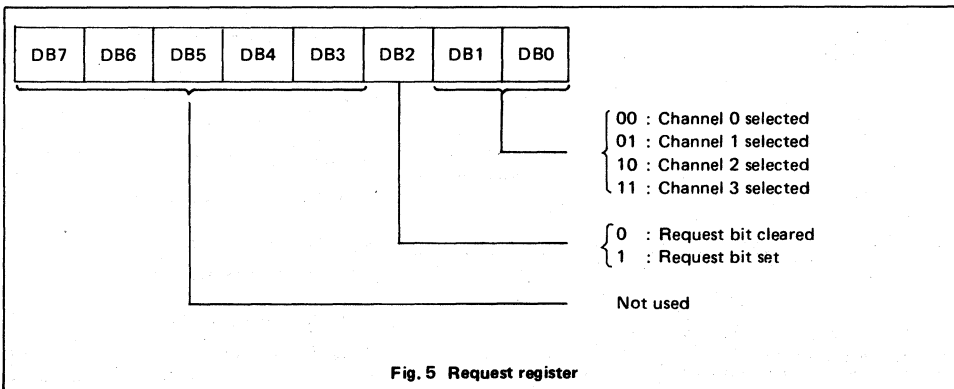 DB7 DB6 DB5 DB4 DB3 DB2 DB1 DB0
00 : Channel 0 selected
01 : Channel 1 selected
10 : Channel 2 selected
11 : Channel 3 selected
0 : Request bit cleared
1 : Request bit set
Not used
Fig. 5 Request register